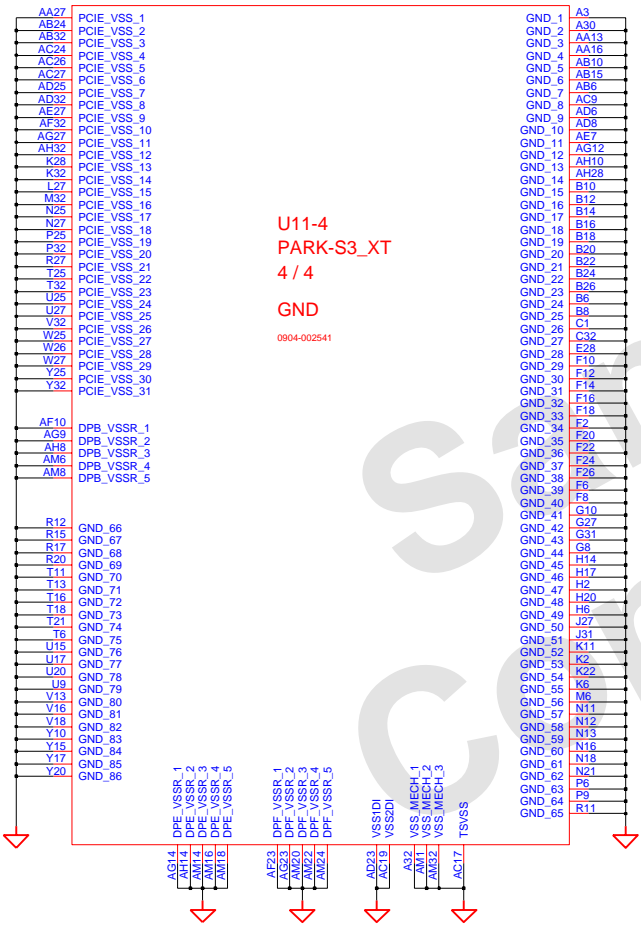 AA27 PCIE_VSS_1 GND_1 A3
AB24 PCIE_VSS_2 GND_2 A30
AB32 PCIE_VSS_3 GND_3 AA13
AC24 PCIE_VSS_4 GND_4 AA16
AC26 PCIE_VSS_5 GND_5 AB10
AC27 PCIE_VSS_6 GND_6 AB15
AD25 PCIE_VSS_7 GND_7 AB6
AD32 PCIE_VSS_8 GND_8 AC9
AE27 PCIE_VSS_9 GND_9 AD6
AF32 PCIE_VSS_10 GND_10 AD8
AG27 PCIE_VSS_11 GND_11 AE7
AH32 PCIE_VSS_12 GND_12 AG12
K28 PCIE_VSS_13 GND_13 AH10
K32 PCIE_VSS_14 GND_14 AH28
L27 PCIE_VSS_15 GND_15 B10
M32 PCIE_VSS_16 GND_16 B12
N25 PCIE_VSS_17 GND_17 B14
N27 PCIE_VSS_18 GND_18 B16
P25 PCIE_VSS_19 GND_19 B18
P32 PCIE_VSS_20 GND_20 B20
R27 PCIE_VSS_21 GND_21 B22
T25 PCIE_VSS_22 GND_22 B24
T32 PCIE_VSS_23 GND_23 B26
U25 PCIE_VSS_24 GND_24 B6
U27 PCIE_VSS_25 GND_25 B8
V32 PCIE_VSS_26 GND_26 C1
W25 PCIE_VSS_27 GND_27 C32
W26 PCIE_VSS_28 GND_28 E28
W27 PCIE_VSS_29 GND_29 F10
Y25 PCIE_VSS_30 GND_30 F12
Y32 PCIE_VSS_31 GND_31 F14
U11-4
PARK-S3_XT
4 / 4
GND
0904-002541
GND_32 F16
GND_33 F18
AF10 DPB_VSSR_1 GND_34 F2
AG9 DPB_VSSR_2 GND_35 F20
AH8 DPB_VSSR_3 GND_36 F22
AM6 DPB_VSSR_4 GND_37 F24
AM8 DPB_VSSR_5 GND_38 F26
GND_39 F6
GND_40 F8
GND_41 G10
R12 GND_66 GND_42 G27
R15 GND_67 GND_43 G31
R17 GND_68 GND_44 G8
R20 GND_69 GND_45 H14
T11 GND_70 GND_46 H17
T13 GND_71 GND_47 H2
T16 GND_72 GND_48 H20
T18 GND_73 GND_49 H6
T21 GND_74 GND_50 J27
T6 GND_75 GND_51 J31
U15 GND_76 GND_52 K11
U17 GND_77 GND_53 K2
U20 GND_78 GND_54 K22
U9 GND_79 GND_55 K6
V13 GND_80 GND_56 M6
V16 GND_81 GND_57 N11
V18 GND_82 GND_58 N12
Y10 GND_83 GND_59 N13
Y15 GND_84 GND_60 N16
Y17 GND_85 GND_61 N18
Y20 GND_86 GND_62 N21
GND_63 P6
GND_64 P9
GND_65 R11
AG14 DPE_VSSR_1
AH14 DPE_VSSR_2
AM14 DPE_VSSR_3
AM16 DPE_VSSR_4
AM18 DPE_VSSR_5
AF23 DPF_VSSR_1
AG23 DPF_VSSR_2
AM20 DPF_VSSR_3
AM22 DPF_VSSR_4
AM24 DPF_VSSR_5
AD23 VSS1DI
AC19 VSS2DI
A32 VSS_MECH_1
AM1 VSS_MECH_2
AM32 VSS_MECH_3
AC17 TSVSS